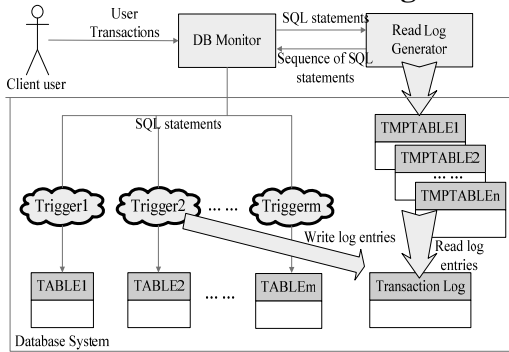 User
Transactions
SQL statements
DB Monitor
Read Log
Generator
Sequence of SQL
statements
Client user
SQL statements
TMPTABLE1
TMPTABLE2
... ...
TMPTABLEn
Trigger1
Trigger2
... ...
Triggerm
Write log entries
Read log
entries
TABLE1
TABLE2
... ...
TABLEm
Transaction Log
Database System